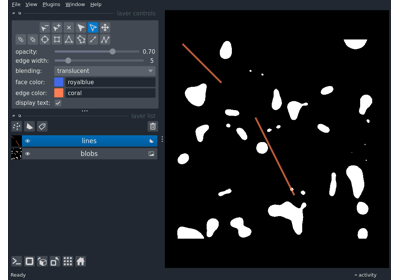 File View Plugins Window Help
layer controls
opacity: 0.70
edge width: 5
blending: translucent
face color: royalblue
edge color: coral
display text:
layer list
lines
blobs
Ready
activity